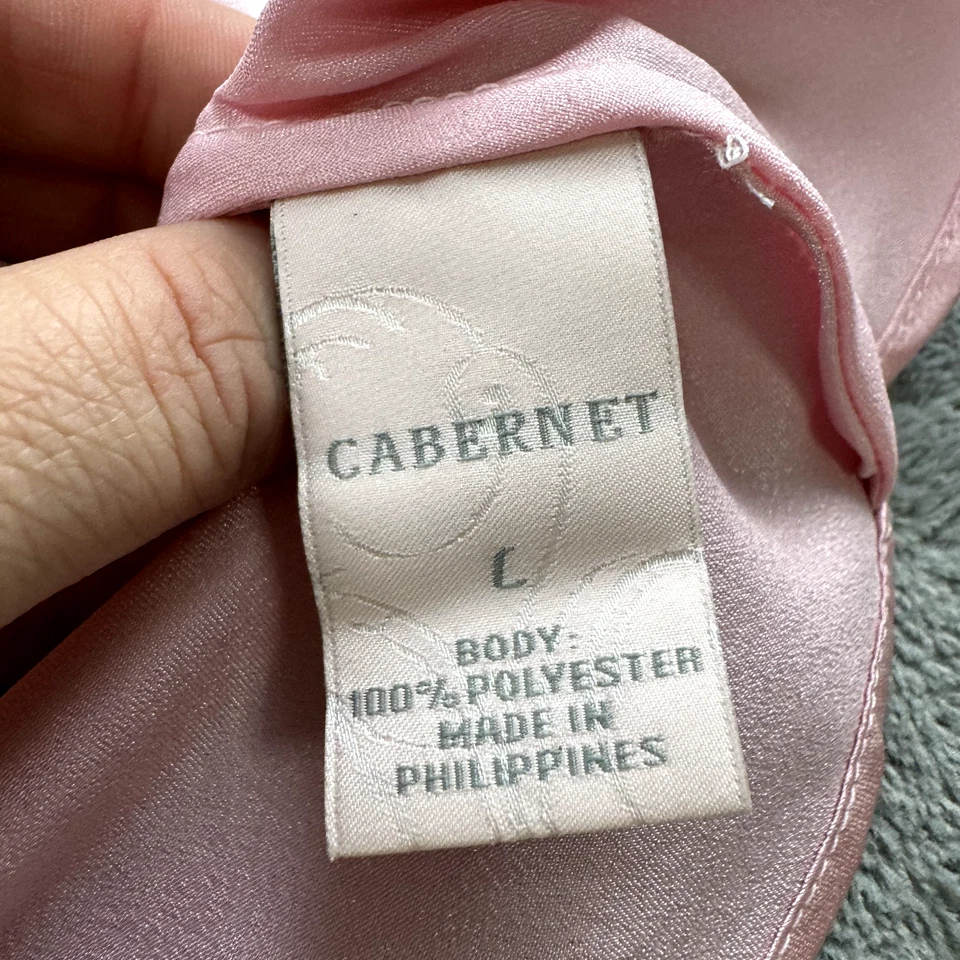 CABERNET
L
BODY:
100% POLYESTER
MADE IN
PHILIPPINES